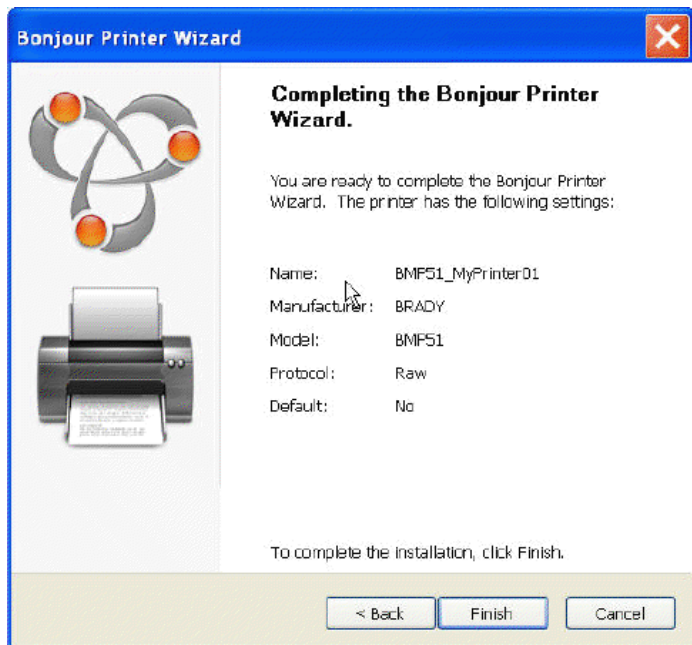 Bonjour Printer Wizard
Completing the Bonjour Printer
Wizard.
You are ready to complete the Bonjour Printer
Wizard. The printer has the following settings:
Name: BMP51_MyPrinter01
Manufacturer: BRADY
Model: BMP51
Protocol: Raw
Default: No
To complete the installation, click Finish.
< Back Finish Cancel